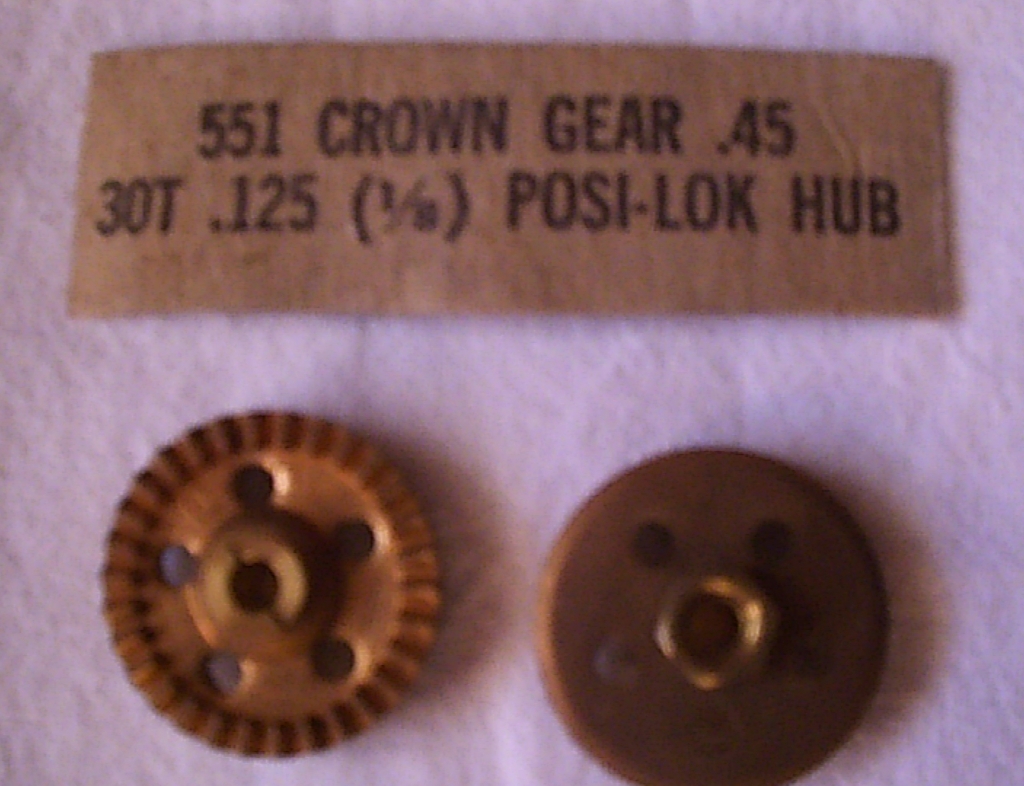 551 CROWN GEAR .45
30T .125 (⅛) POSI-LOK HUB